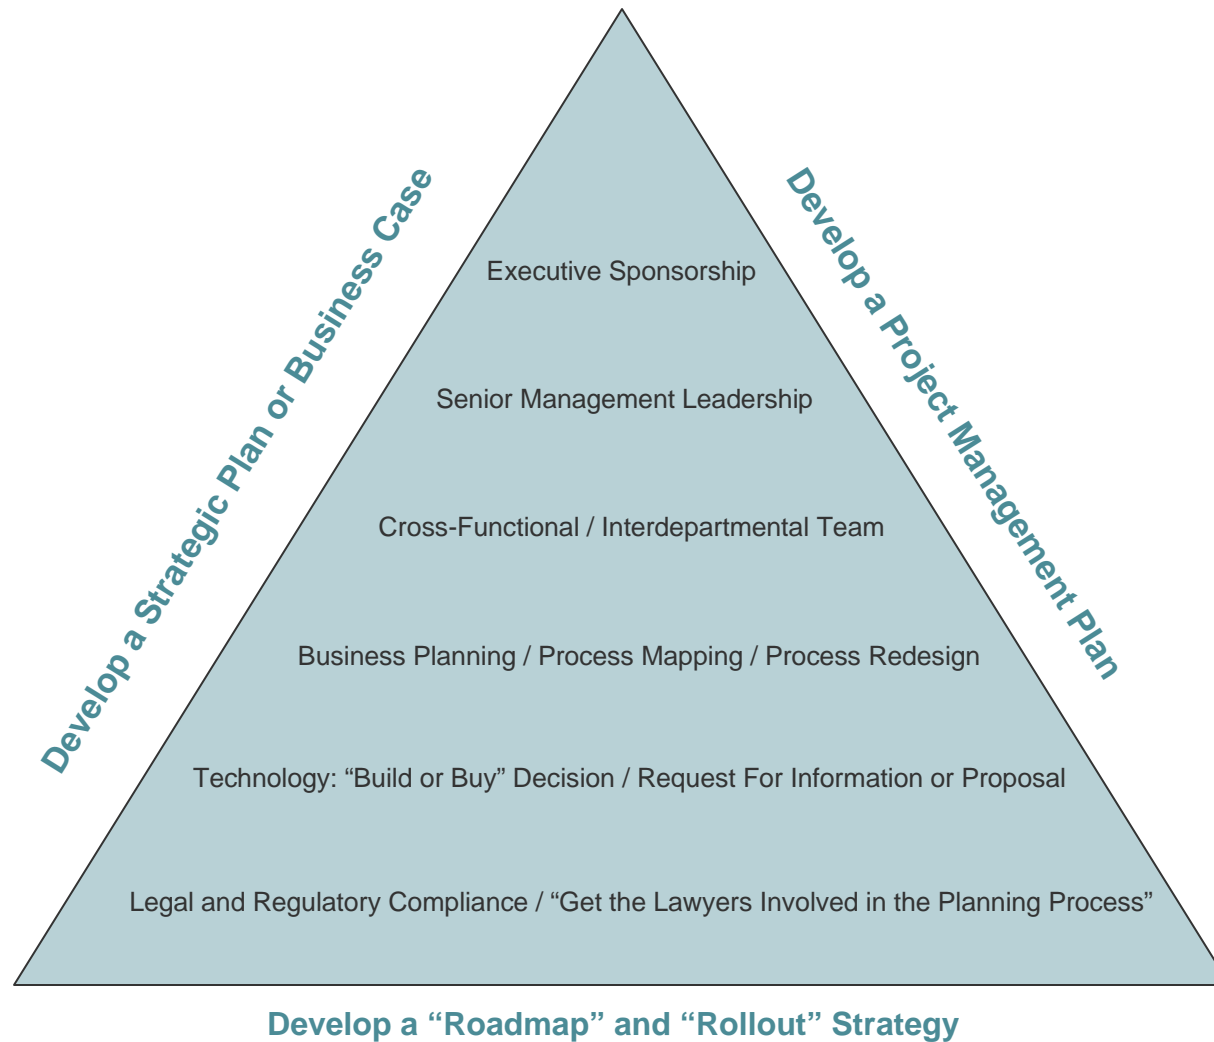 Develop a Strategic Plan or Business Case
Develop a Project Management Plan
Executive Sponsorship
Senior Management Leadership
Cross-Functional / Interdepartmental Team
Business Planning / Process Mapping / Process Redesign
Technology: “Build or Buy” Decision / Request For Information or Proposal
Legal and Regulatory Compliance / “Get the Lawyers Involved in the Planning Process”
Develop a “Roadmap” and “Rollout” Strategy